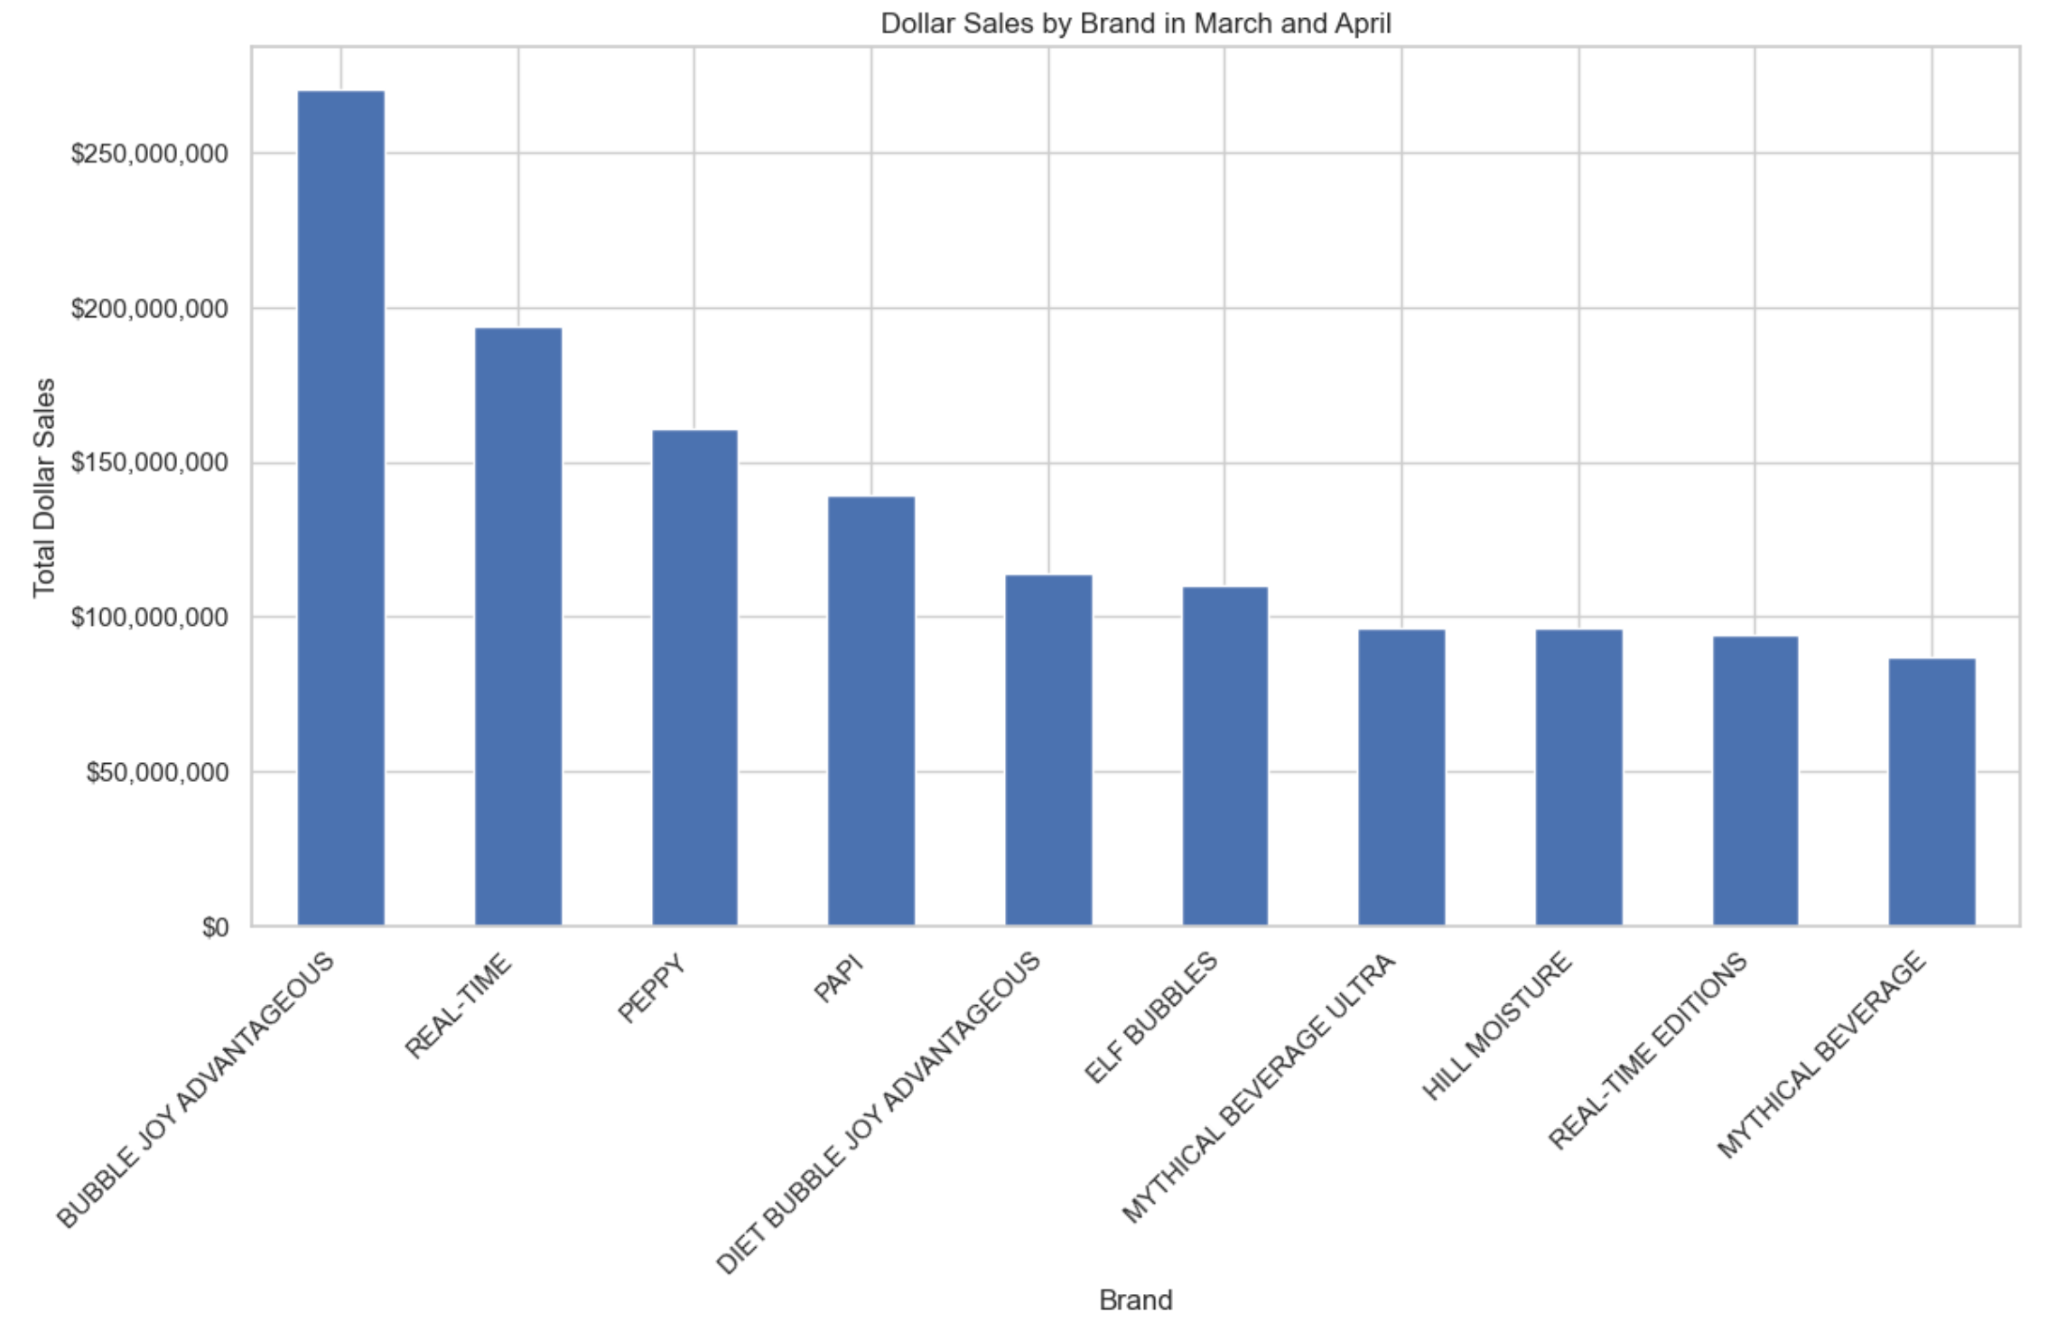 Dollar Sales by Brand in March and April
Total Dollar Sales
$250,000,000
$200,000,000
$150,000,000
$100,000,000
$50,000,000
$0
BUBBLE JOY ADVANTAGEOUS
REAL-TIME
PEPPY
PAPI
DIET BUBBLE JOY ADVANTAGEOUS
ELF BUBBLES
MYTHICAL BEVERAGE ULTRA
HILL MOISTURE
REAL-TIME EDITIONS
MYTHICAL BEVERAGE
Brand